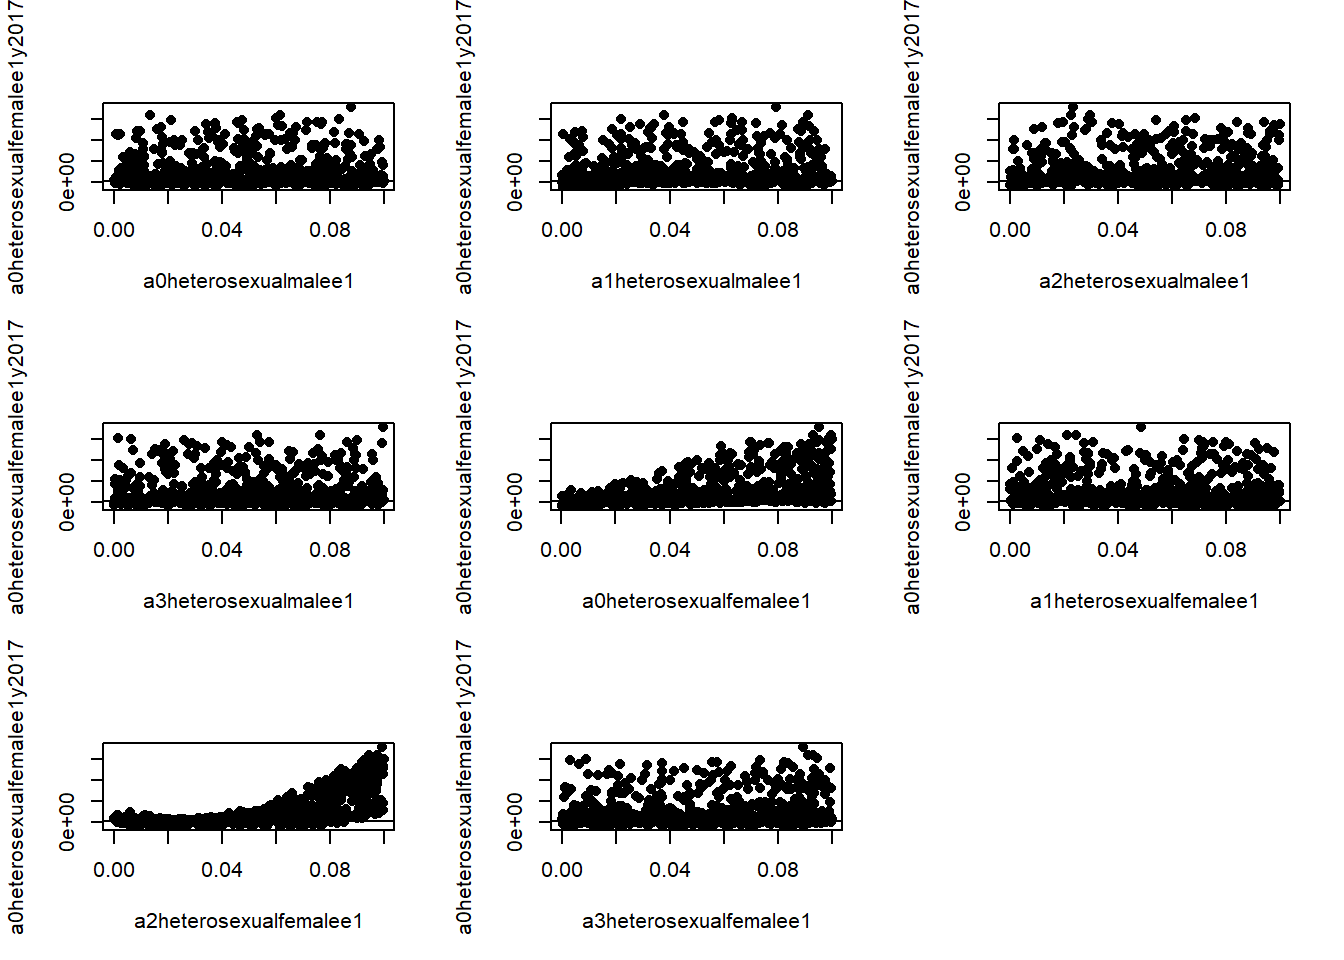 a0heterosexualfemalee1y2017
0e+00
0.00 0.04 0.08
a0heterosexualmalee1
a0heterosexualfemalee1y2017
0e+00
0.00 0.04 0.08
a1heterosexualmalee1
a0heterosexualfemalee1y2017
0e+00
0.00 0.04 0.08
a2heterosexualmalee1
a0heterosexualfemalee1y2017
0e+00
0.00 0.04 0.08
a3heterosexualmalee1
a0heterosexualfemalee1y2017
0e+00
0.00 0.04 0.08
a0heterosexualfemalee1
a0heterosexualfemalee1y2017
0e+00
0.00 0.04 0.08
a1heterosexualfemalee1
a0heterosexualfemalee1y2017
0e+00
0.00 0.04 0.08
a2heterosexualfemalee1
a0heterosexualfemalee1y2017
0e+00
0.00 0.04 0.08
a3heterosexualfemalee1